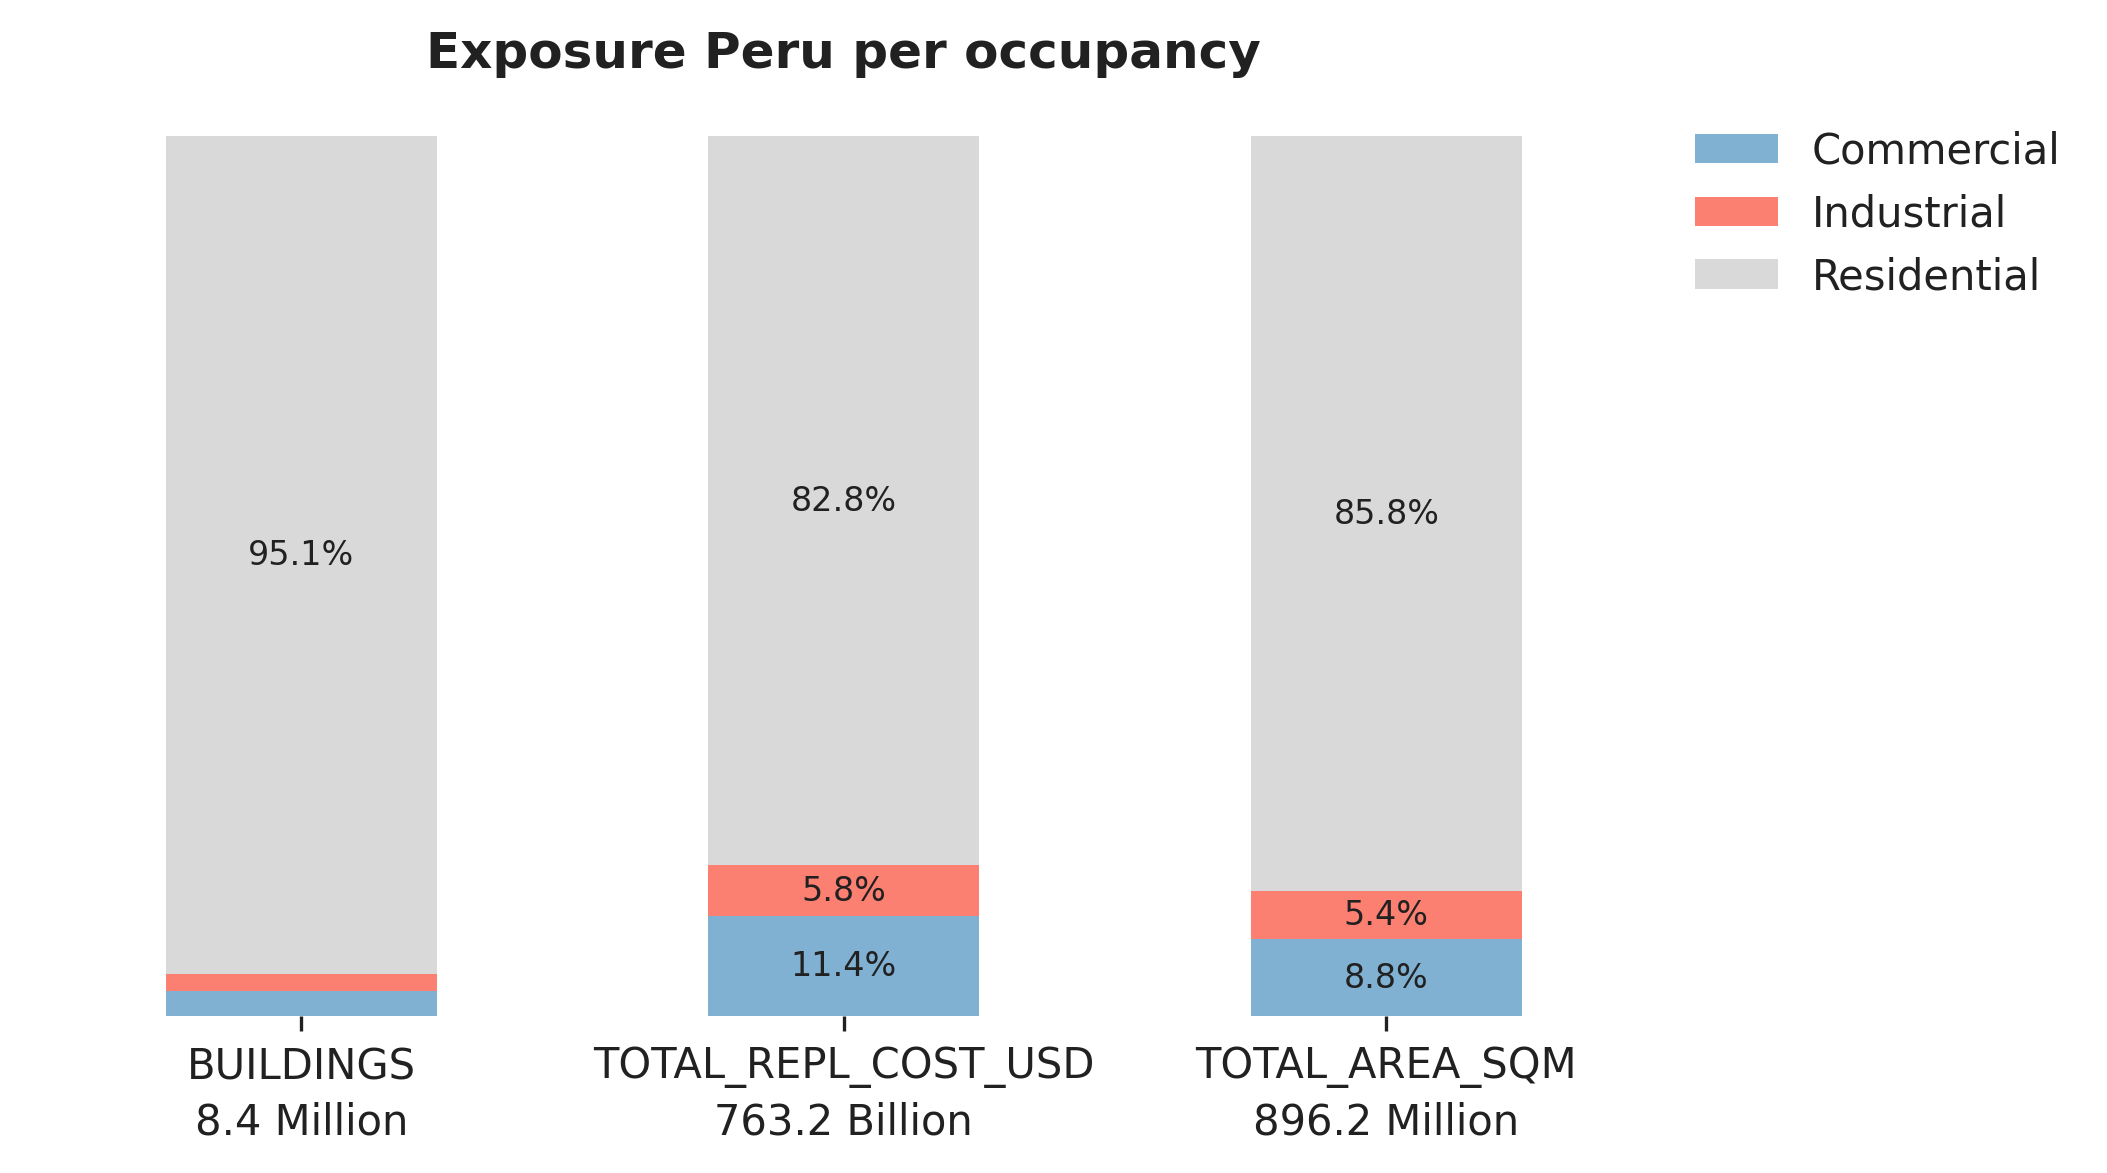 Exposure Peru per occupancy
Commercial
Industrial
Residential
95.1%
82.8%
85.8%
5.8%
5.4%
11.4%
8.8%
BUILDINGS
8.4 Million
TOTAL_REPL_COST_USD
763.2 Billion
TOTAL_AREA_SQM
896.2 Million